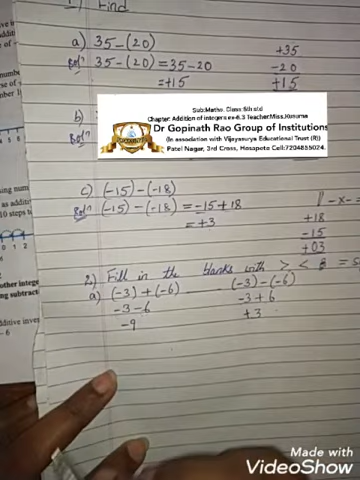 1) Find
a) 35-(20)
Sol? 35-(20) = 35-20
= +15
+35
-20
+15
b)
Sub:Maths. Class:6th std
Chapter: Addition of integers ex-6.3 Teacher:Miss.Kusuma
Dr Gopinath Rao Group of Institutions
(In association with Vijayasurya Educational Trust (R))
Patel Nagar, 3rd Cross, Hosapete Cell:7204855024.
c) (-15)-(-18)
Sol? (-15)-(-18) = -15+18
= +3
+18
-15
+03
2) Fill in the blanks with >, < & =
a) (-3)+(-6) (-3)-(-6)
-3-6 -3+6
-9 +3
Made with
VideoShow